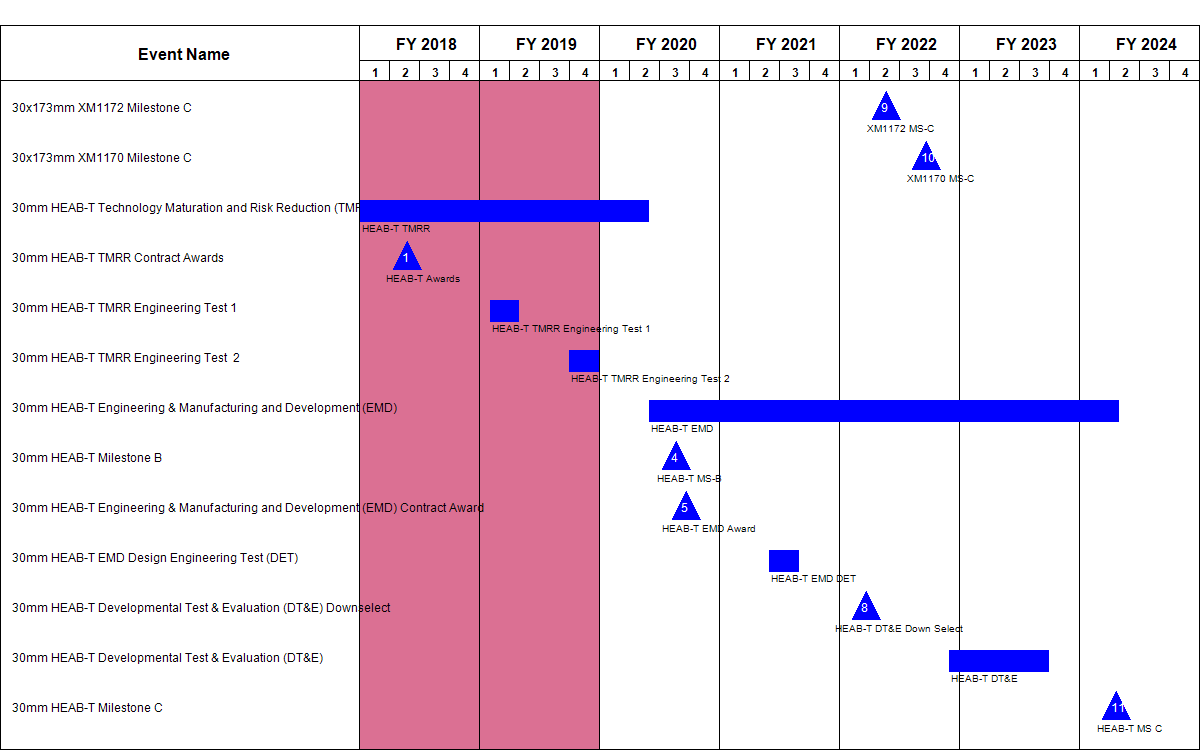 Event Name FY 2018 FY 2019 FY 2020 FY 2021 FY 2022 FY 2023 FY 2024
1 2 3 4 1 2 3 4 1 2 3 4 1 2 3 4 1 2 3 4 1 2 3 4 1 2 3 4
30x173mm XM1172 Milestone C 9
XM1172 MS-C
30x173mm XM1170 Milestone C 10
XM1170 MS-C
30mm HEAB-T Technology Maturation and Risk Reduction (TMR
HEAB-T TMRR
30mm HEAB-T TMRR Contract Awards 1
HEAB-T Awards
30mm HEAB-T TMRR Engineering Test 1
HEAB-T TMRR Engineering Test 1
30mm HEAB-T TMRR Engineering Test 2
HEAB-T TMRR Engineering Test 2
30mm HEAB-T Engineering & Manufacturing and Development (EMD)
HEAB-T EMD
30mm HEAB-T Milestone B 4
HEAB-T MS-B
30mm HEAB-T Engineering & Manufacturing and Development (EMD) Contract Award 5
HEAB-T EMD Award
30mm HEAB-T EMD Design Engineering Test (DET)
HEAB-T EMD DET
30mm HEAB-T Developmental Test & Evaluation (DT&E) Downselect 8
HEAB-T DT&E Down Select
30mm HEAB-T Developmental Test & Evaluation (DT&E)
HEAB-T DT&E
30mm HEAB-T Milestone C 11
HEAB-T MS C